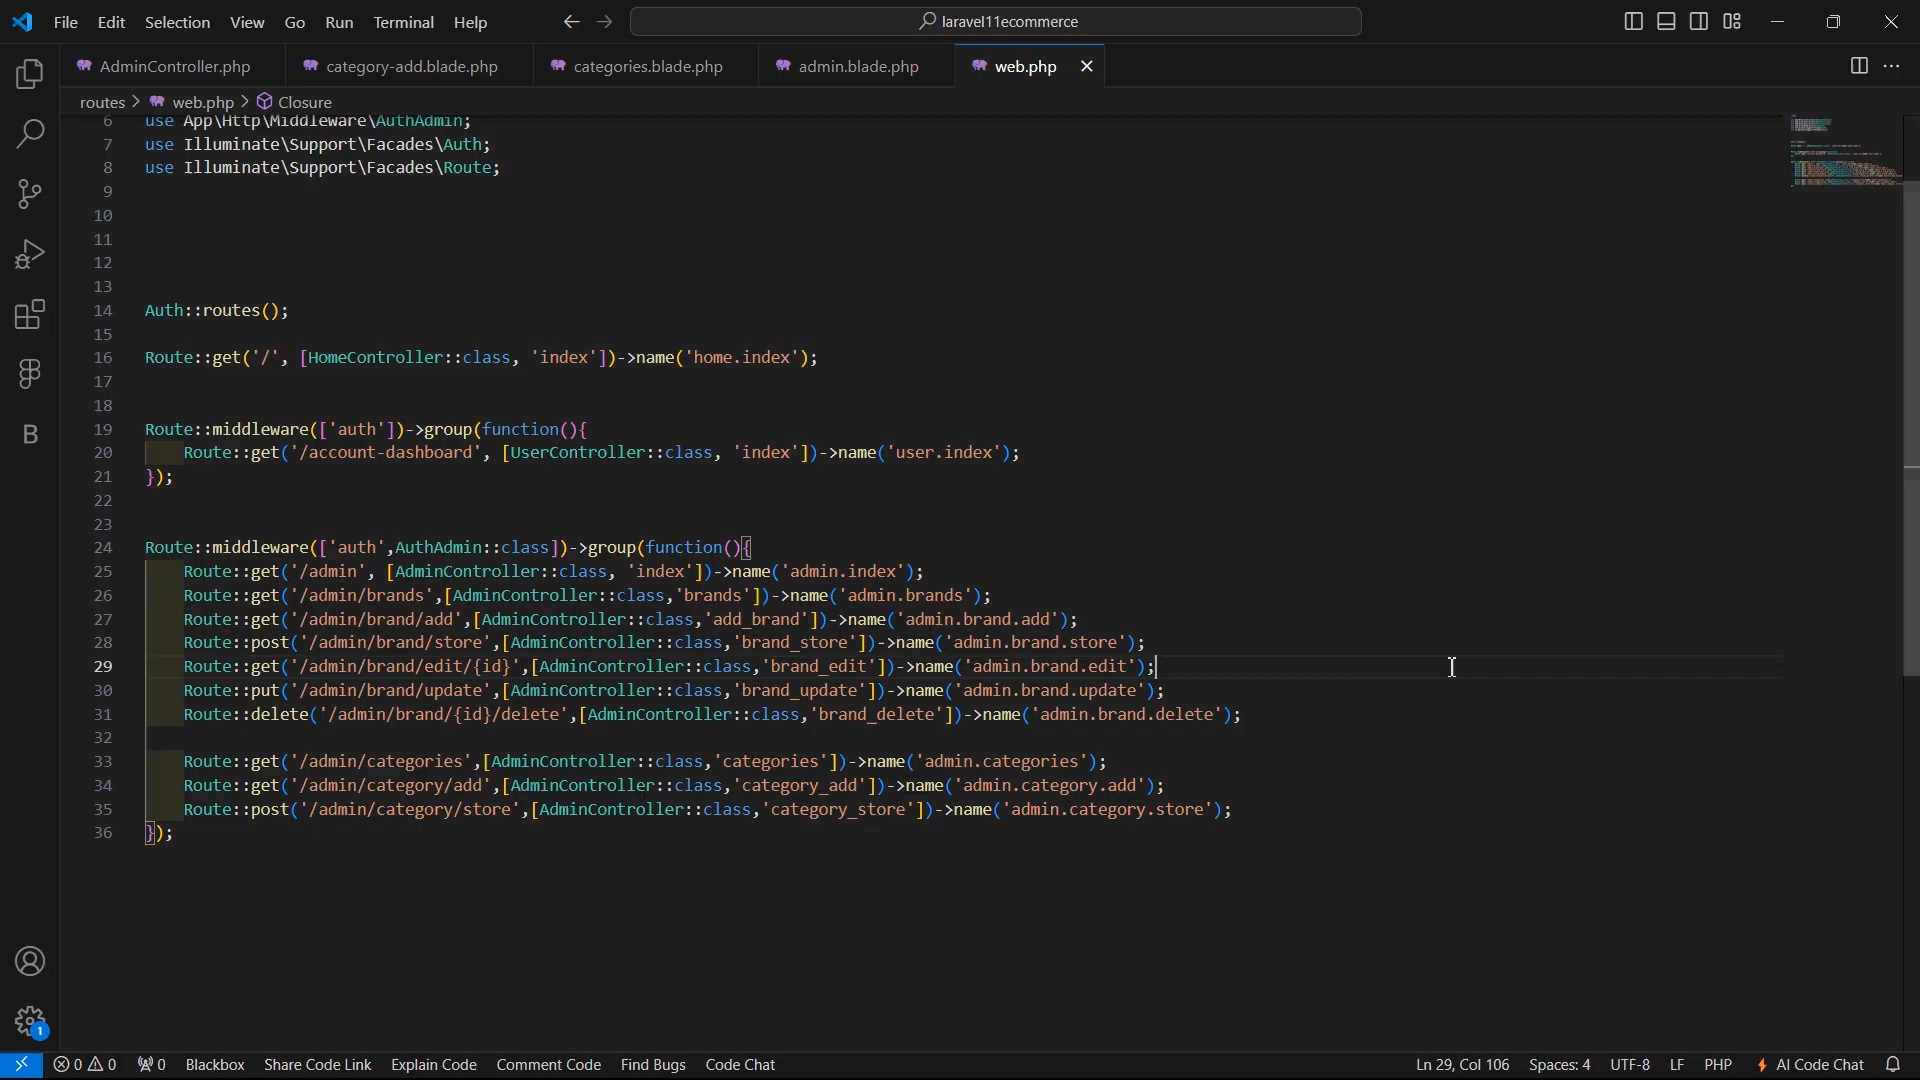 File Edit Selection View Go Run Terminal Help laravel11ecommerce
AdminController.php category-add.blade.php categories.blade.php admin.blade.php web.php
routes > web.php > Closure
6 use App\Http\Middleware\AuthAdmin;
7 use Illuminate\Support\Facades\Auth;
8 use Illuminate\Support\Facades\Route;
9
10
11
12
13
14 Auth::routes();
15
16 Route::get('/', [HomeController::class, 'index'])->name('home.index');
17
18
19 Route::middleware(['auth'])->group(function(){
20 Route::get('/account-dashboard', [UserController::class, 'index'])->name('user.index');
21 });
22
23
24 Route::middleware(['auth',AuthAdmin::class])->group(function(){
25 Route::get('/admin', [AdminController::class, 'index'])->name('admin.index');
26 Route::get('/admin/brands',[AdminController::class,'brands'])->name('admin.brands');
27 Route::get('/admin/brand/add',[AdminController::class,'add_brand'])->name('admin.brand.add');
28 Route::post('/admin/brand/store',[AdminController::class,'brand_store'])->name('admin.brand.store');
29 Route::get('/admin/brand/edit/{id}',[AdminController::class,'brand_edit'])->name('admin.brand.edit');
30 Route::put('/admin/brand/update',[AdminController::class,'brand_update'])->name('admin.brand.update');
31 Route::delete('/admin/brand/{id}/delete',[AdminController::class,'brand_delete'])->name('admin.brand.delete');
32
33 Route::get('/admin/categories',[AdminController::class,'categories'])->name('admin.categories');
34 Route::get('/admin/category/add',[AdminController::class,'category_add'])->name('admin.category.add');
35 Route::post('/admin/category/store',[AdminController::class,'category_store'])->name('admin.category.store');
36 });
B
1
0 0 0 Blackbox Share Code Link Explain Code Comment Code Find Bugs Code Chat Ln 29, Col 106 Spaces: 4 UTF-8 LF PHP AI Code Chat